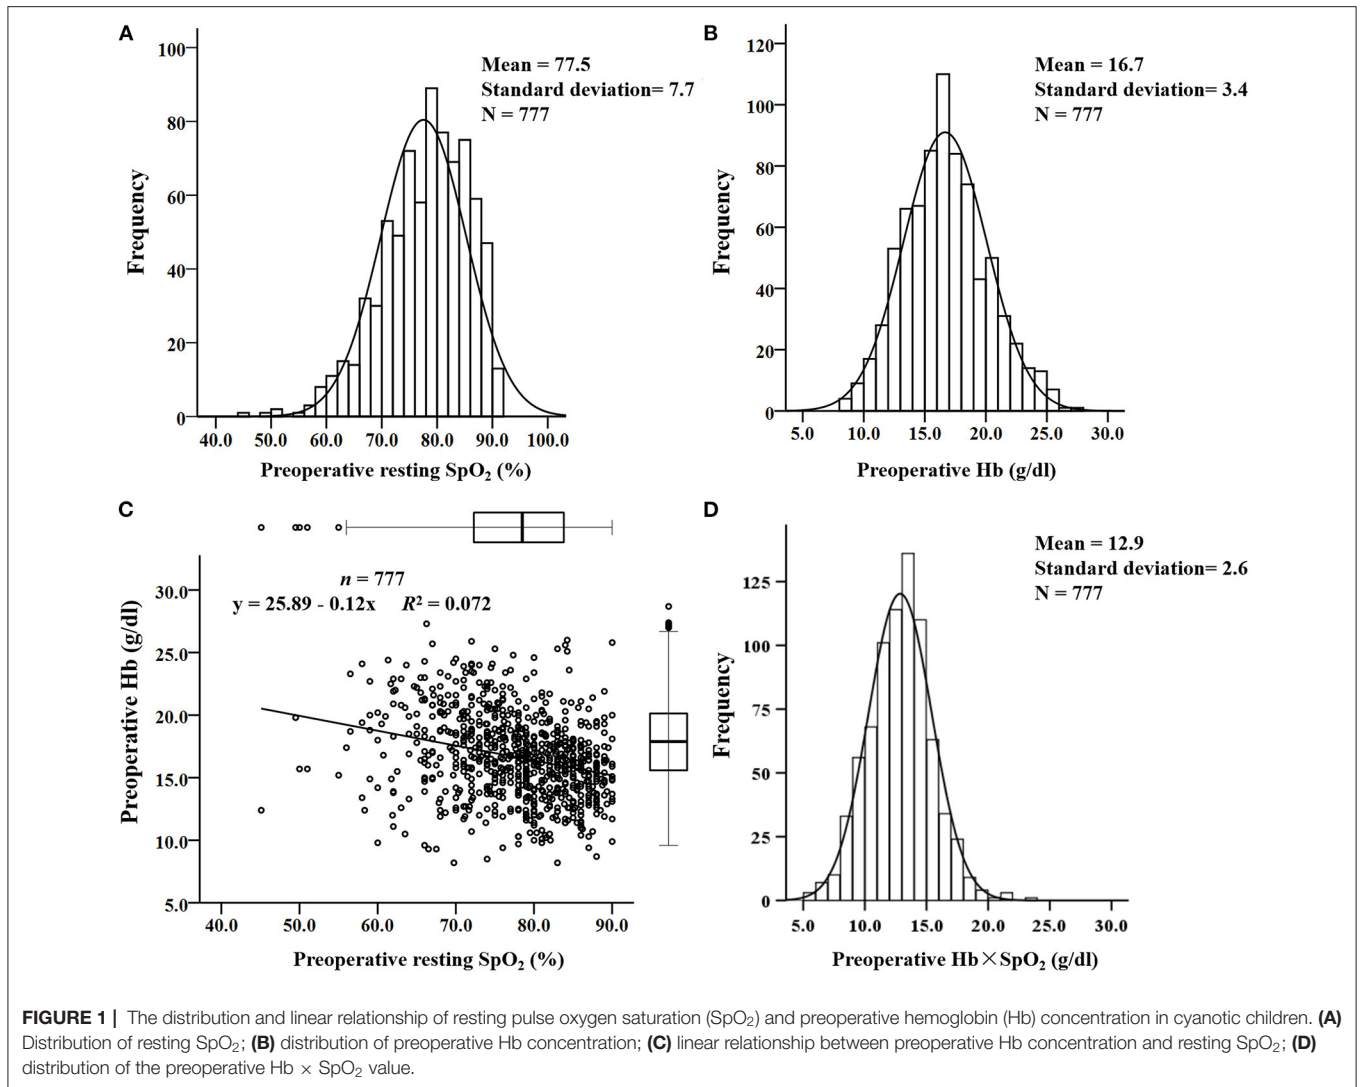 A
Mean = 77.5
Standard deviation= 7.7
N = 777
100
80
60
40
20
0
Frequency
40.0 50.0 60.0 70.0 80.0 90.0 100.0
Preoperative resting SpO₂ (%)
B
Mean = 16.7
Standard deviation= 3.4
N = 777
120
100
80
60
40
20
0
Frequency
5.0 10.0 15.0 20.0 25.0 30.0
Preoperative Hb (g/dl)
C
n = 777
y = 25.89 - 0.12x R² = 0.072
30.0
25.0
20.0
15.0
10.0
5.0
Preoperative Hb (g/dl)
40.0 50.0 60.0 70.0 80.0 90.0
Preoperative resting SpO₂ (%)
D
Mean = 12.9
Standard deviation= 2.6
N = 777
125
100
75
50
25
0
Frequency
5.0 10.0 15.0 20.0 25.0 30.0
Preoperative Hb×SpO₂ (g/dl)
FIGURE 1 | The distribution and linear relationship of resting pulse oxygen saturation (SpO₂) and preoperative hemoglobin (Hb) concentration in cyanotic children. (A)
Distribution of resting SpO₂; (B) distribution of preoperative Hb concentration; (C) linear relationship between preoperative Hb concentration and resting SpO₂; (D)
distribution of the preoperative Hb × SpO₂ value.